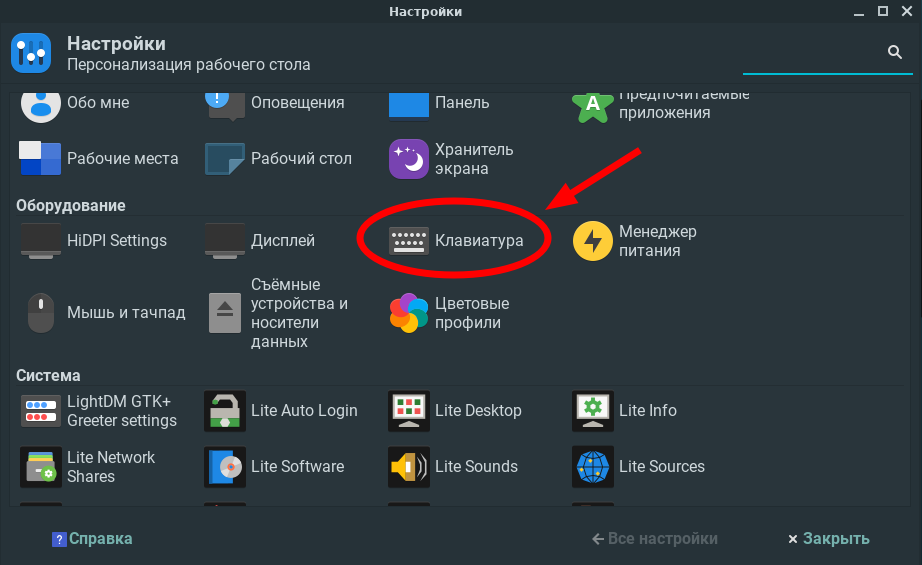 Настройки
Настройки
Персонализация рабочего стола
Обо мне
Оповещения
Панель
Предпочитаемые
приложения
Рабочие места
Рабочий стол
Хранитель
экрана
Оборудование
HiDPI Settings
Дисплей
Клавиатура
Менеджер
питания
Мышь и тачпад
Съёмные
устройства и
носители
данных
Цветовые
профили
Система
LightDM GTK+
Greeter settings
Lite Auto Login
Lite Desktop
Lite Info
Lite Network
Shares
Lite Software
Lite Sounds
Lite Sources
Справка
Все настройки
Закрыть